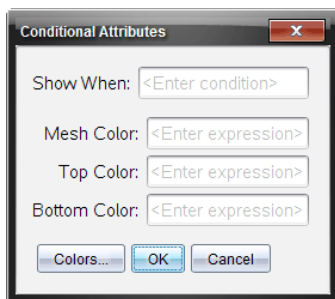 Conditional Attributes
Show When: <Enter condition>
Mesh Color: <Enter expression>
Top Color: <Enter expression>
Bottom Color: <Enter expression>
Colors... OK Cancel